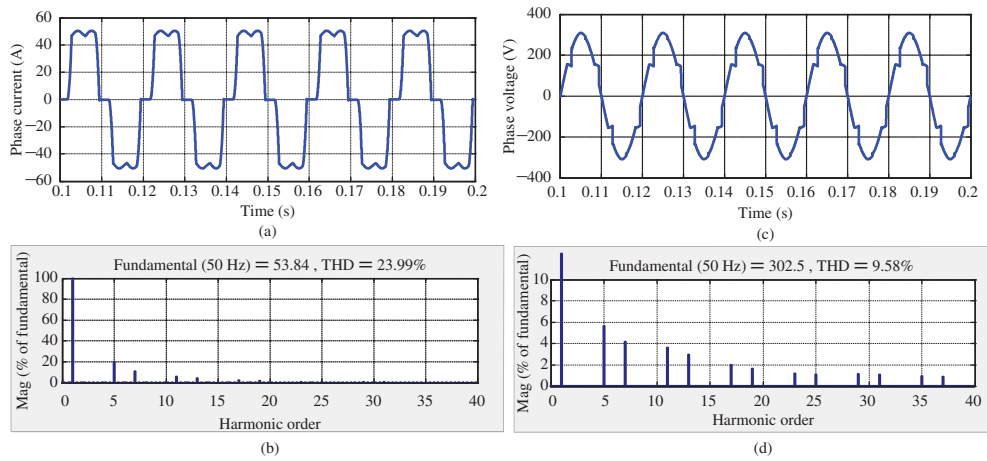 Phase current (A)
60
40
20
0
−20
−40
−60
0.1 0.11 0.12 0.13 0.14 0.15 0.16 0.17 0.18 0.19 0.2
Time (s)
(a)
Mag (% of fundamental)
Fundamental (50 Hz) = 53.84 , THD = 23.99%
100
80
60
40
20
0
0 5 10 15 20 25 30 35 40
Harmonic order
(b)
Phase voltage (V)
400
200
0
−200
−400
0.1 0.11 0.12 0.13 0.14 0.15 0.16 0.17 0.18 0.19 0.2
Time (s)
(c)
Mag (% of fundamental)
Fundamental (50 Hz) = 302.5 , THD = 9.58%
10
8
6
4
2
0
0 5 10 15 20 25 30 35 40
Harmonic order
(d)